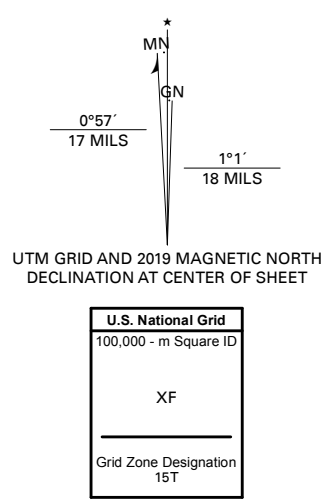 ★
MN
GN
0°57´
17 MILS
1°1´
18 MILS
UTM GRID AND 2019 MAGNETIC NORTH
DECLINATION AT CENTER OF SHEET
U.S. National Grid
100,000 - m Square ID
XF
Grid Zone Designation
15T